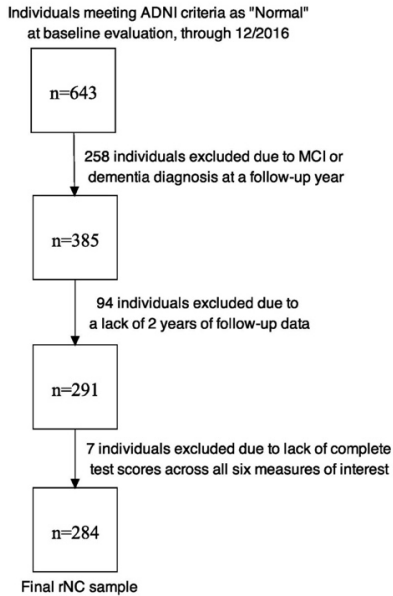 Individuals meeting ADNI criteria as "Normal"
at baseline evaluation, through 12/2016
n=643
258 individuals excluded due to MCI or
dementia diagnosis at a follow-up year
n=385
94 individuals excluded due to
a lack of 2 years of follow-up data
n=291
7 individuals excluded due to lack of complete
test scores across all six measures of interest
n=284
Final rNC sample